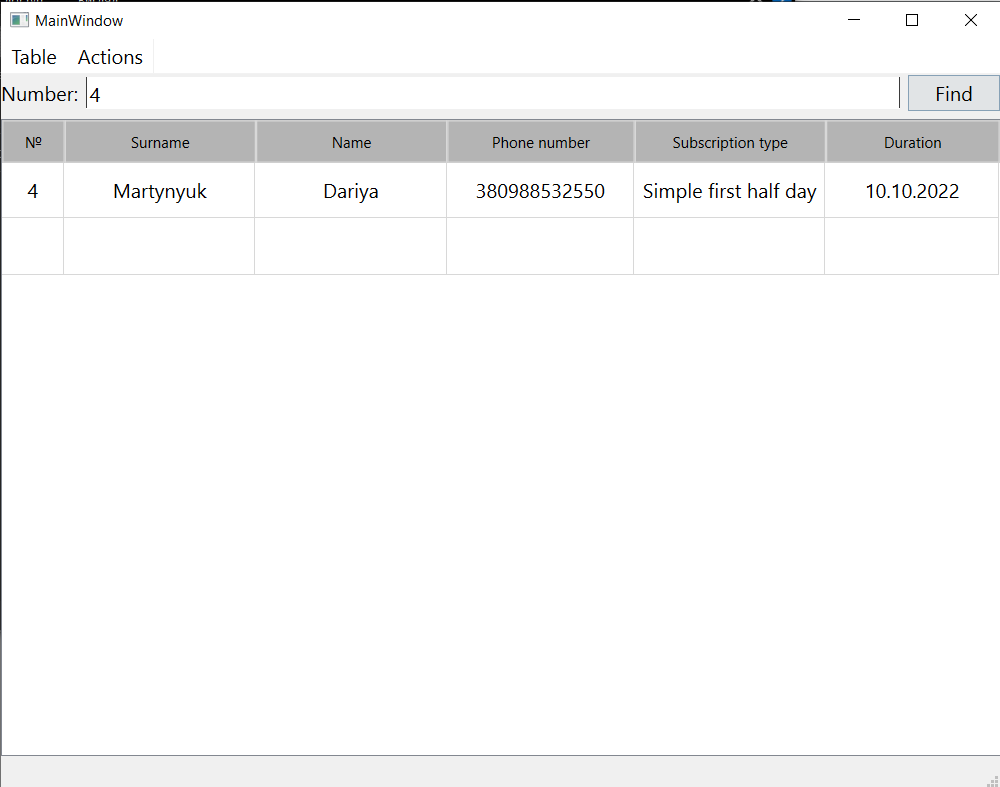 MainWindow
Table Actions
Number: 4 Find
№ Surname Name Phone number Subscription type Duration
4 Martynyuk Dariya 380988532550 Simple first half day 10.10.2022